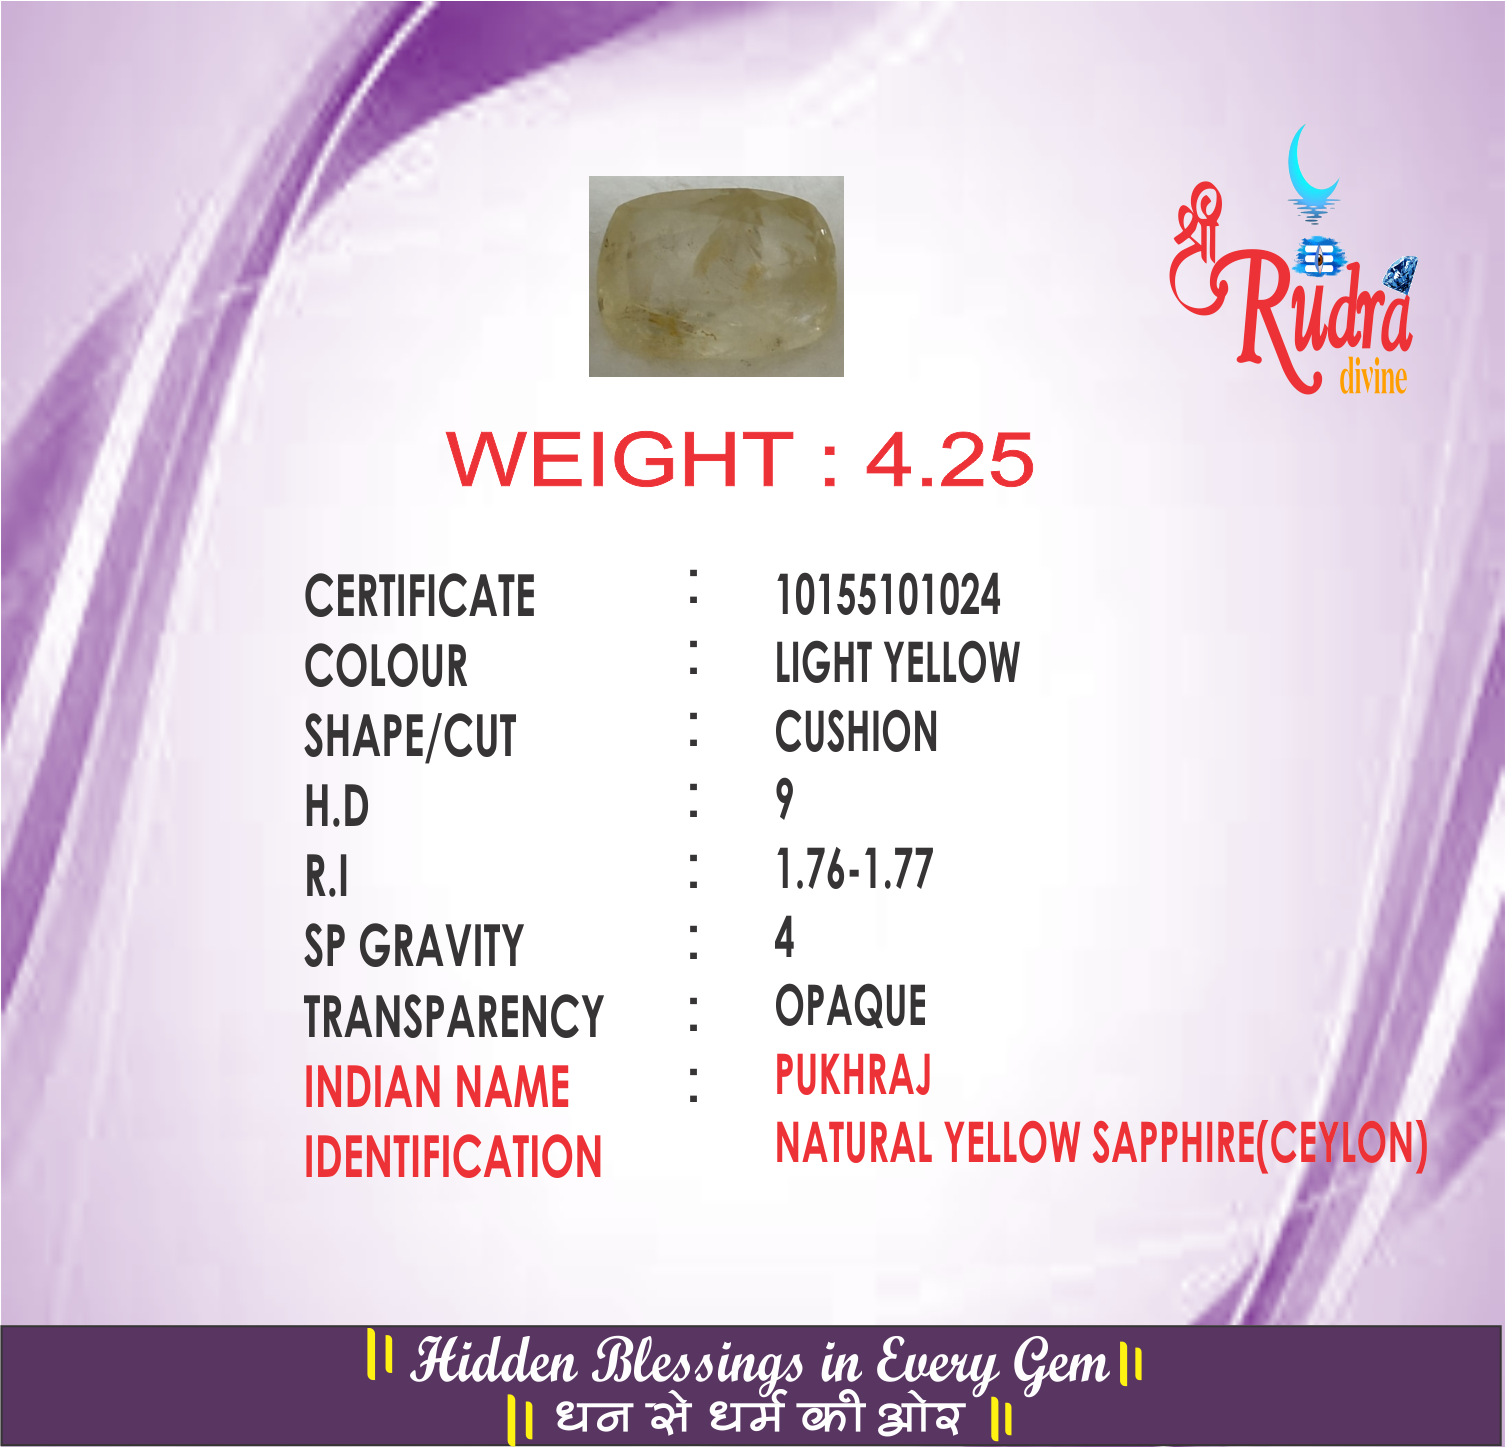 श्री
Rudra
divine
WEIGHT : 4.25
CERTIFICATE : 10155101024
COLOUR : LIGHT YELLOW
SHAPE/CUT : CUSHION
H.D : 9
R.I : 1.76-1.77
SP GRAVITY : 4
TRANSPARENCY : OPAQUE
INDIAN NAME : PUKHRAJ
IDENTIFICATION NATURAL YELLOW SAPPHIRE(CEYLON)
|| Hidden Blessings in Every Gem ||
|| धन से धर्म की ओर ||